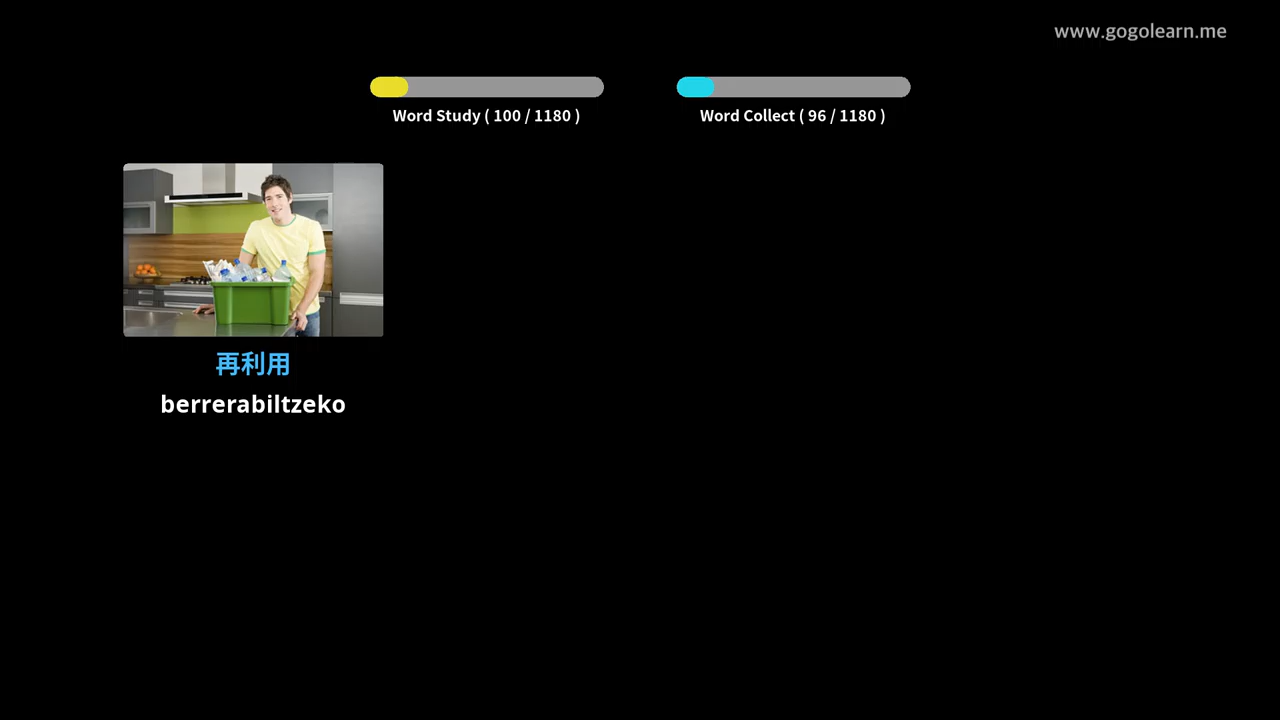 www.gogolearn.me
Word Study ( 100 / 1180 )
Word Collect ( 96 / 1180 )
再利用
berrerabiltzeko